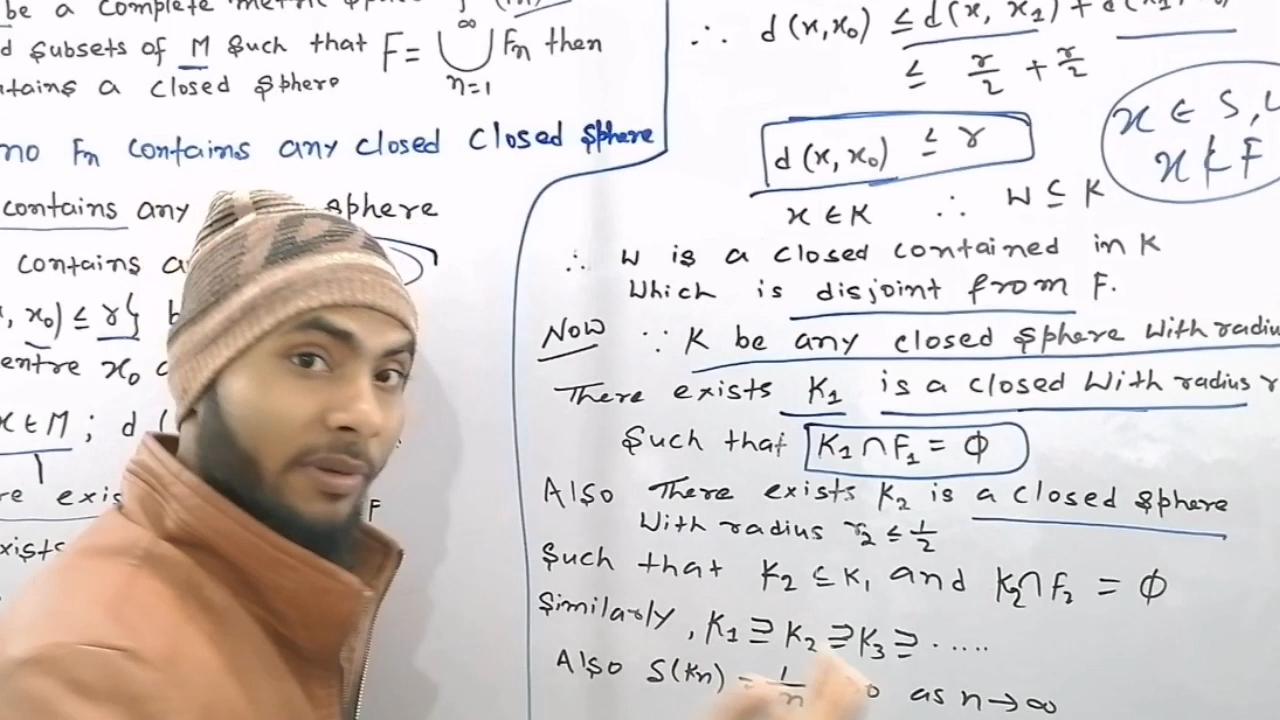 be a complete metric
d subsets of M such that F = ∞⋃n=1 Fn then
tains a closed sphere
no Fn contains any closed closed sphere
contains any sphere
contains a
, x₀) ≤ r}
entre x₀
x ∈ M ; d (
re exis
F
xists
∴ d(x,x₀) ≤ d(x, x₁) +
≤ r/2 + r/2
d(x, x₀) ≤ r
x ∈ S,
x ∉ F
x ∈ K ∴ W ⊆ K
∴ W is a closed contained in K
Which is disjoint from F.
Now ∵ K be any closed sphere with radiu
There exists K₁ is a closed with radius r
Such that K₁ ∩ F₁ = φ
Also There exists K₂ is a closed sphere
With radius r₂ ≤ 1/2
Such that K₂ ⊆ K₁ and K₂ ∩ F₂ = φ
Similarly, K₁ ⊇ K₂ ⊇ K₃ ⊇ .....
Also S(Kn) = 1/n 0 as n → ∞